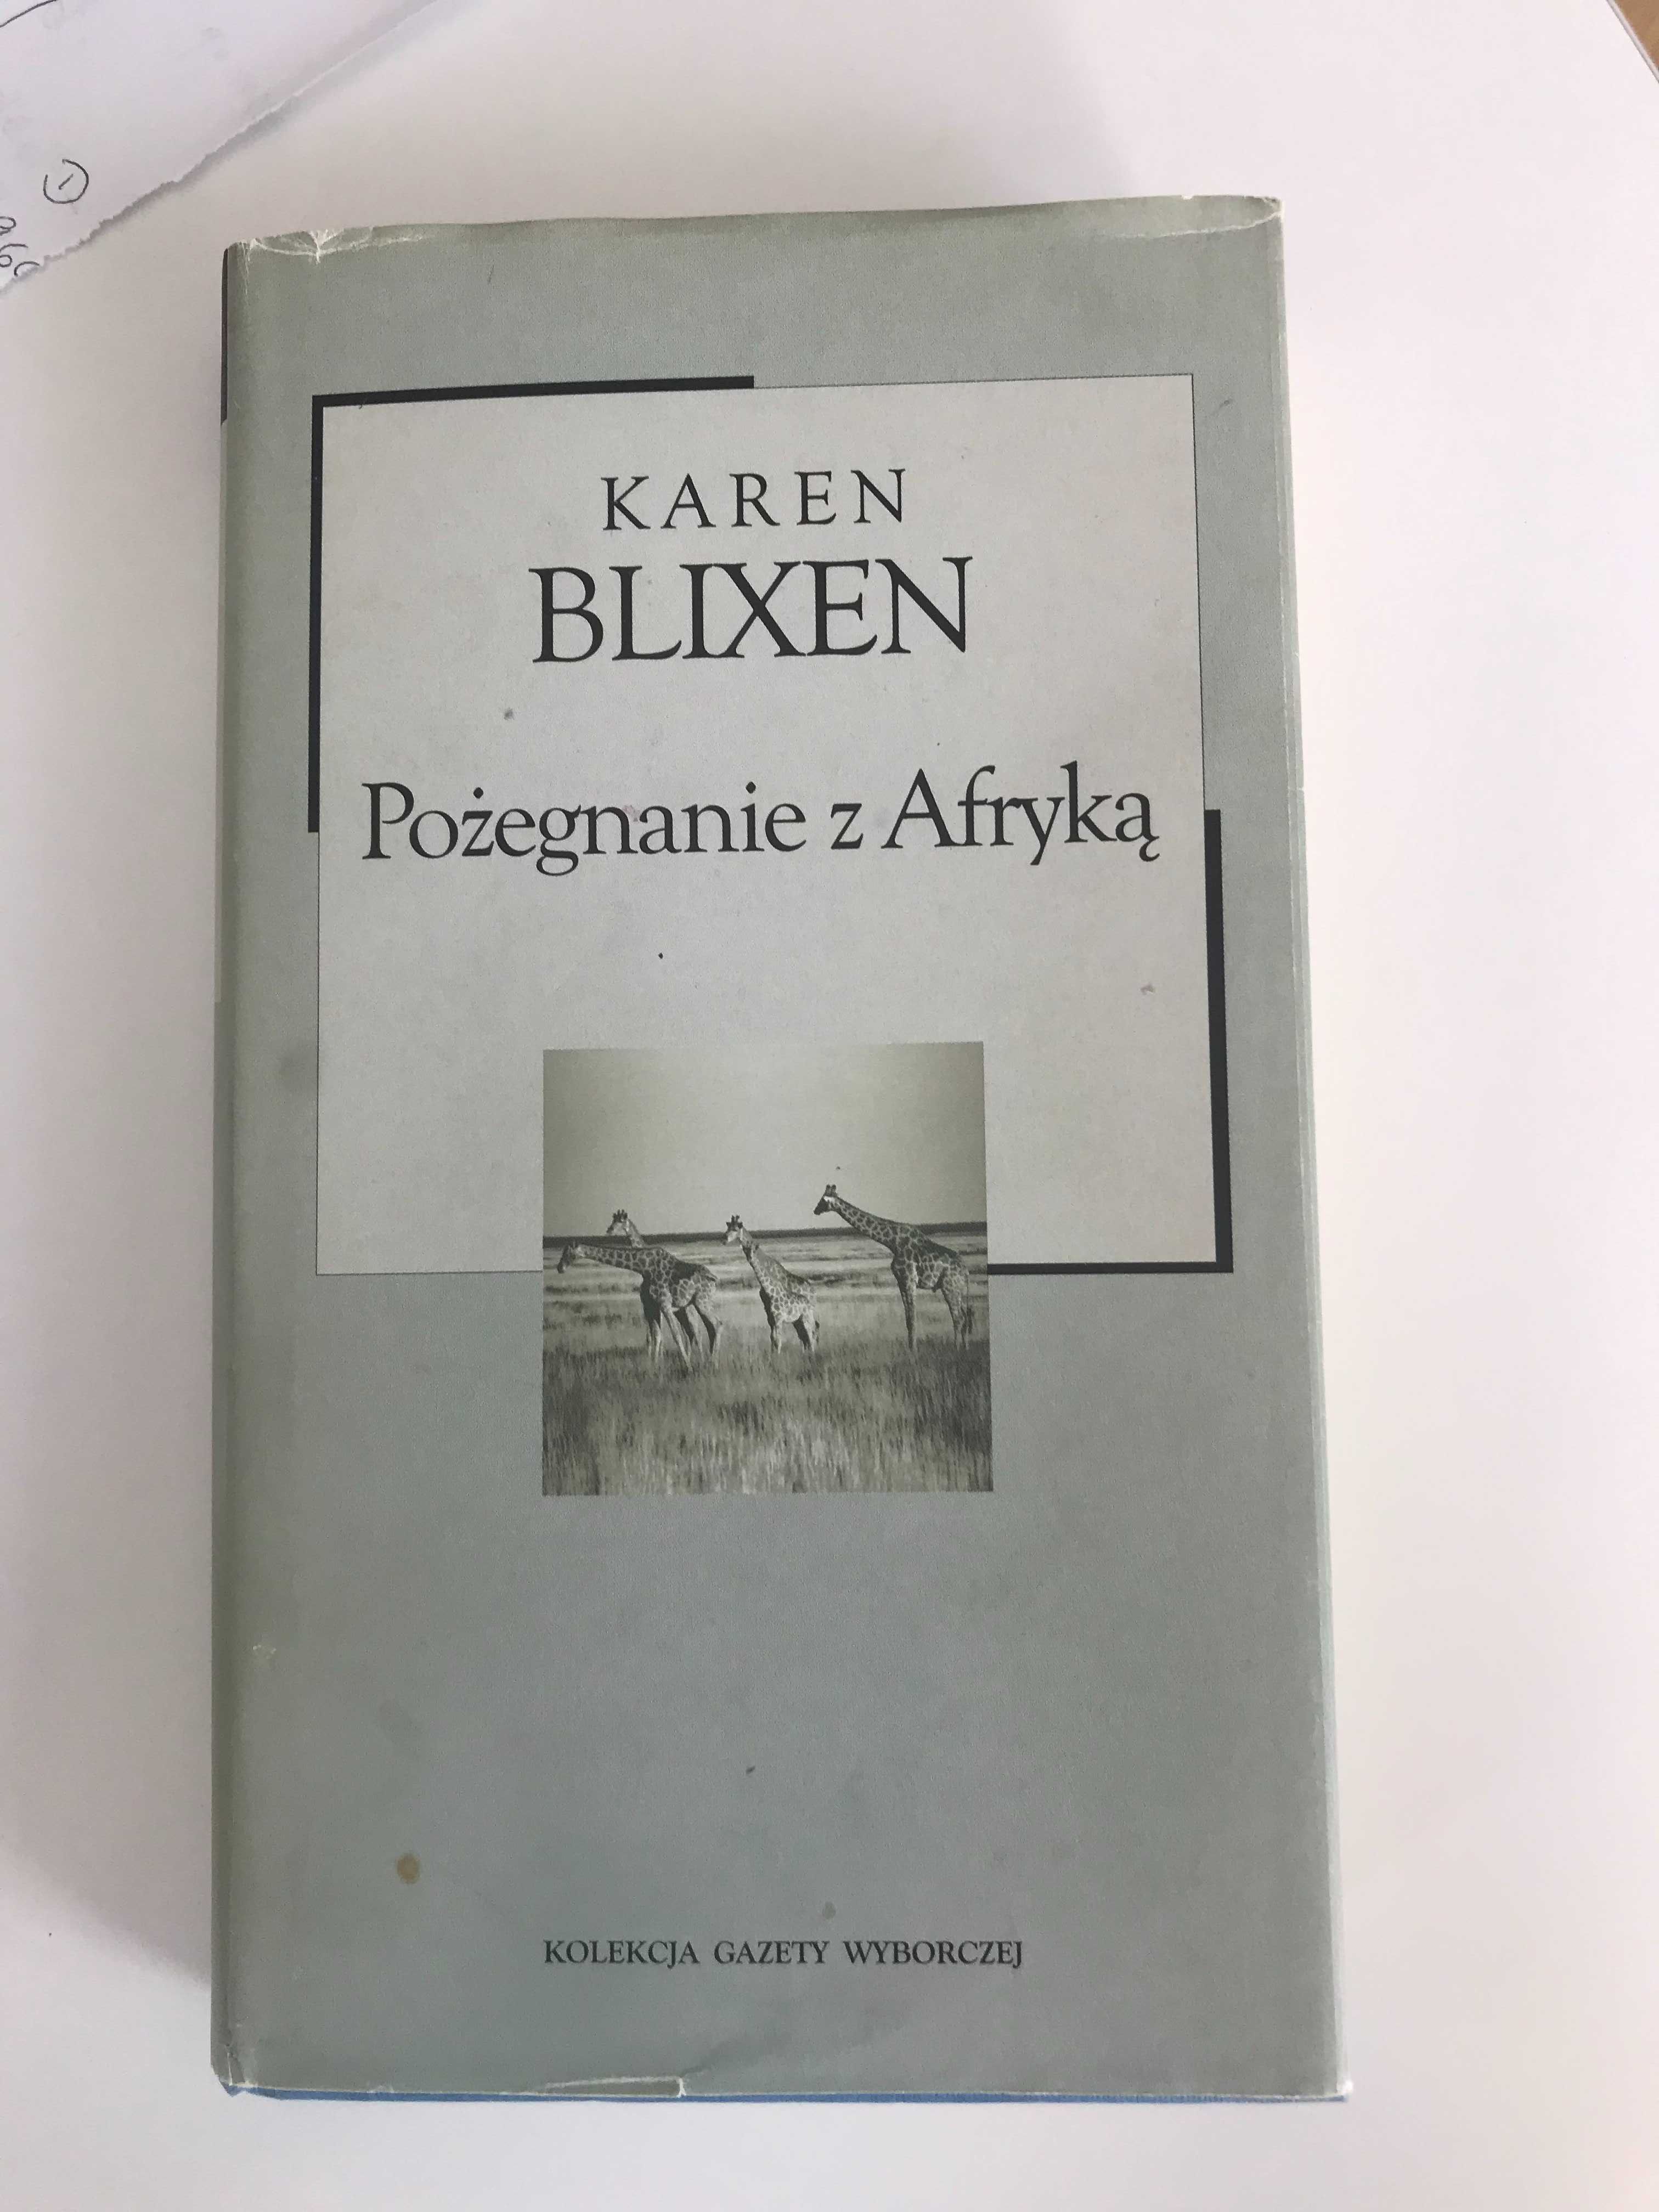 KAREN
BLIXEN
Pożegnanie z Afryką
KOLEKCJA GAZETY WYBORCZEJ